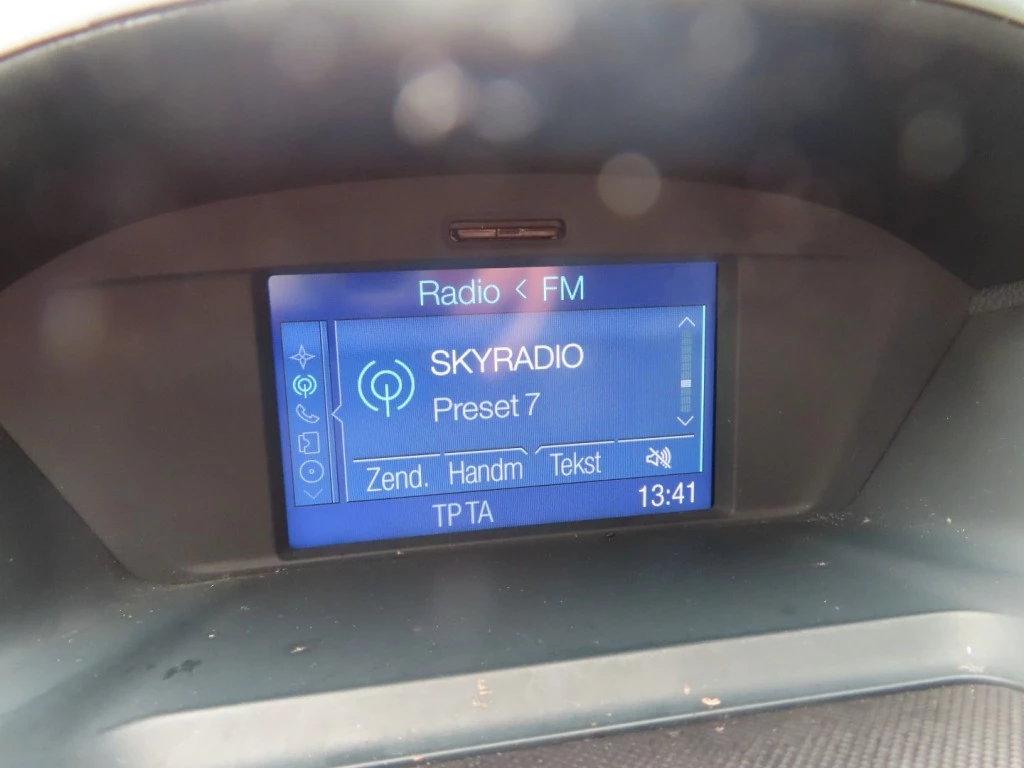 Radio < FM
SKYRADIO
Preset 7
Zend. Handm Tekst
13:41
TP TA